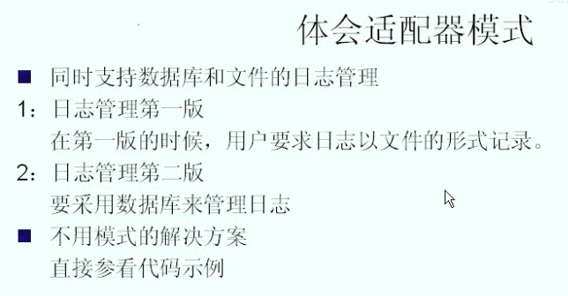 体会适配器模式
■ 同时支持数据库和文件的日志管理
1：日志管理第一版
在第一版的时候，用户要求日志以文件的形式记录。
2：日志管理第二版
要采用数据库来管理日志
■ 不用模式的解决方案
直接参看代码示例